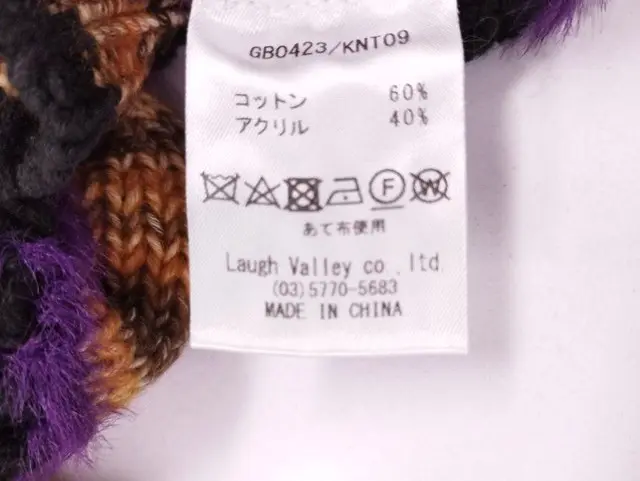 GB0423/KNT09
コットン 60%
アクリル 40%
F W
あて布使用
Laugh Valley co .ltd
(03)5770-5683
MADE IN CHINA